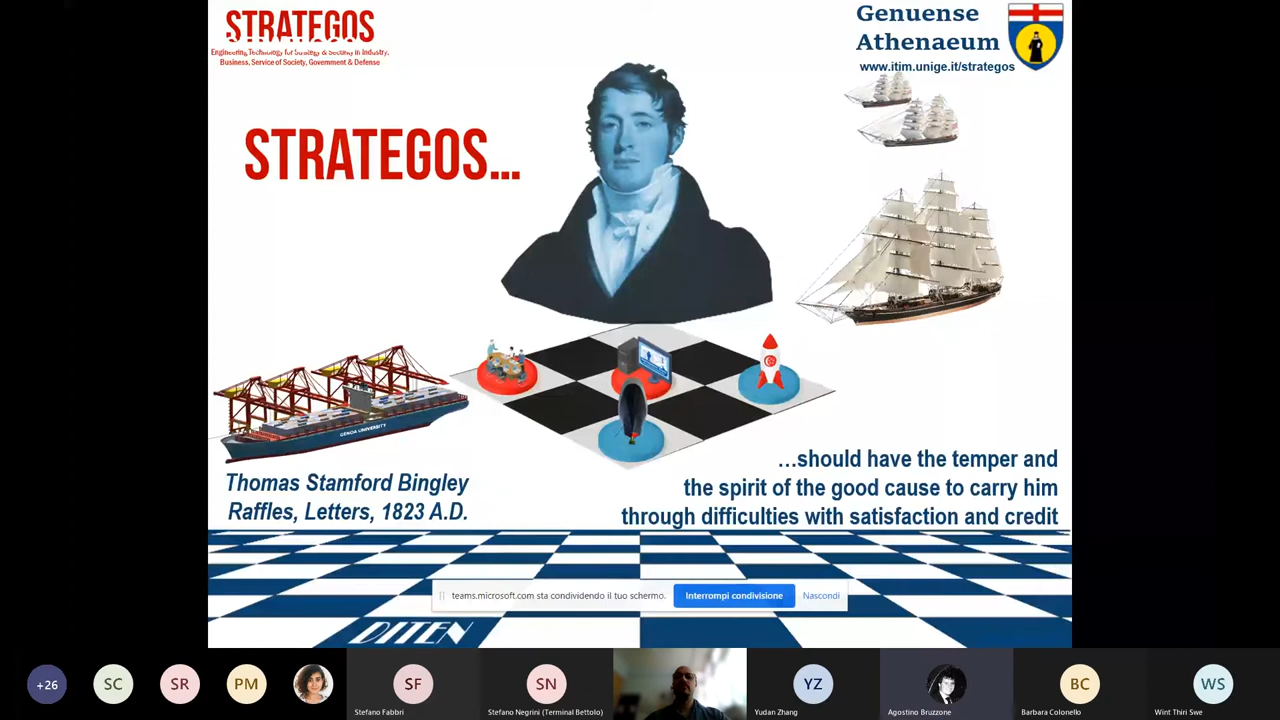 STRATEGOS
Engineering Technology for Strategy & Security in Industry,
Business, Service of Society, Government & Defense
Genuense
Athenaeum
www.itim.unige.it/strategos
STRATEGOS...
GENOA UNIVERSITY
Thomas Stamford Bingley
Raffles, Letters, 1823 A.D.
...should have the temper and
the spirit of the good cause to carry him
through difficulties with satisfaction and credit
teams.microsoft.com sta condividendo il tuo schermo.
Interrompi condivisione
Nascondi
DITEN
+26
SC
SR
PM
SF
Stefano Fabbri
SN
Stefano Negrini (Terminal Bettolo)
YZ
Yudan Zhang
Agostino Bruzzone
BC
Barbara Colonello
WS
Wint Thiri Swe